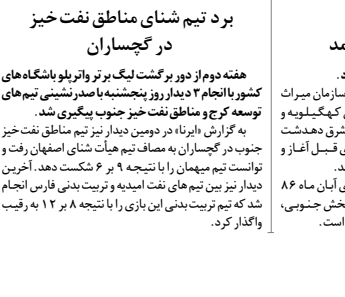 برد تیم شنای مناطق نفت خیز
در گچساران
هفته دوم از دور برگشت لیگ برتر واترپلو باشگاه‌های
کشور با انجام ۳ دیدار روز پنجشنبه با صدرنشینی تیم‌های
توسعه کرج و مناطق نفت خیز جنوب پیگیری شد.
به گزارش «ایرنا» در دومین دیدار نیز تیم مناطق نفت خیز
جنوب در گچساران به مصاف تیم هیأت شنای اصفهان رفت و
توانست تیم میهمان را با نتیجه ۹ بر ۶ شکست دهد. آخرین
دیدار نیز بین تیم های نفت امیدیه و تربیت بدنی فارس انجام
شد که تیم تربیت بدنی این بازی را با نتیجه ۸ بر ۱۲ به رقیب
واگذار کرد.
مد
د.
سازمان میراث
کهگیلویه و
شرق دهدشت
ی قبل آغاز و
د.
ی آبان ماه ۸۶
بخش جنوبی،
است.